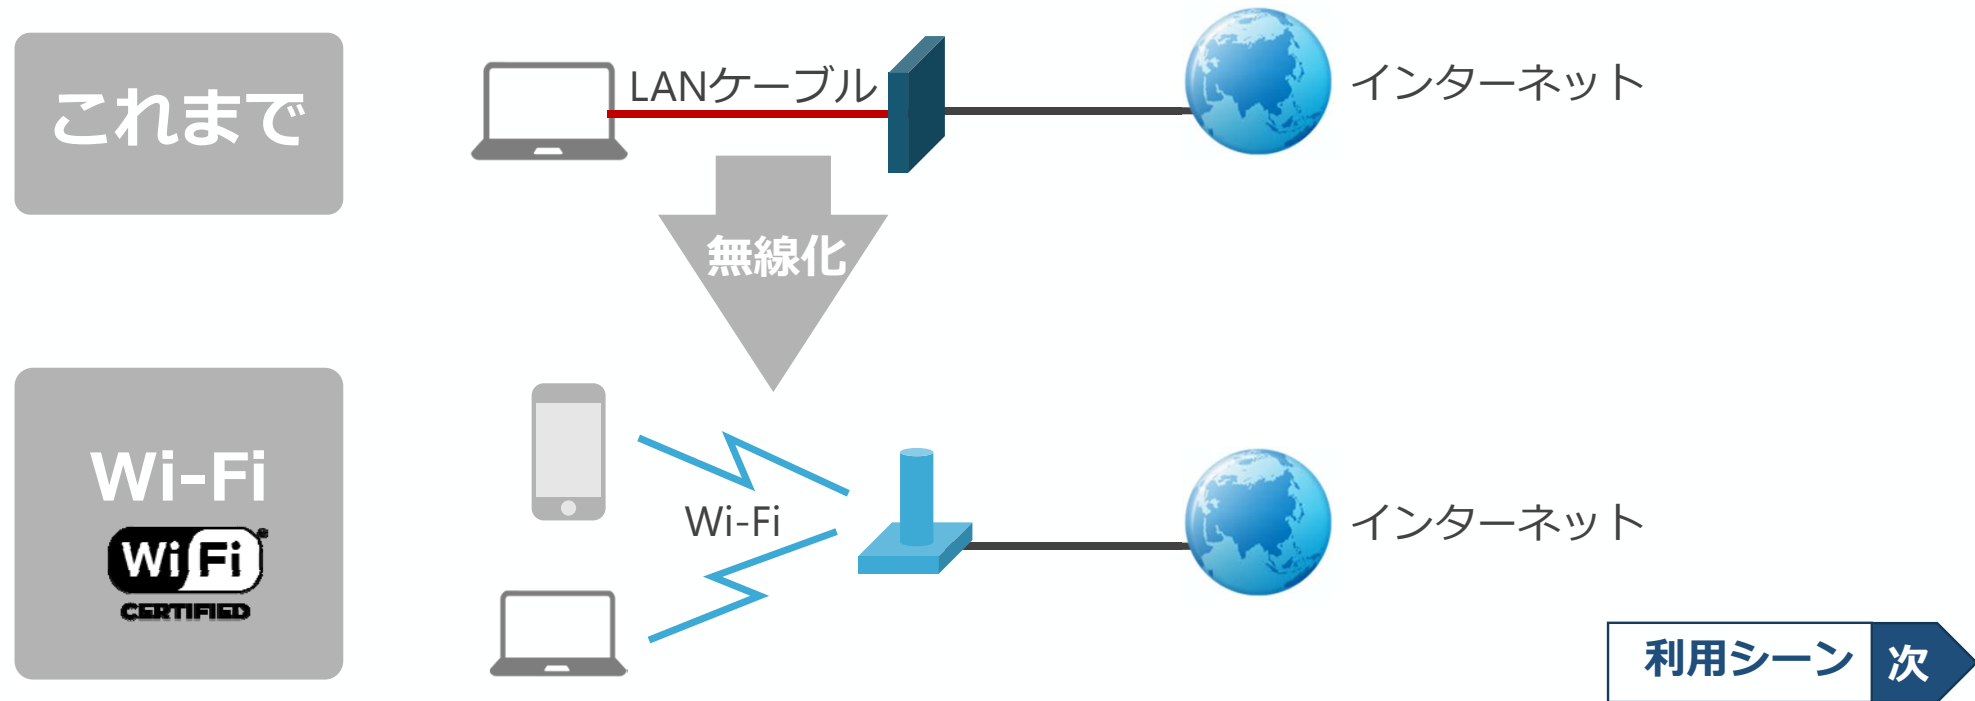 これまで
LANケーブル
インターネット
無線化
Wi-Fi
Wi Fi
®
CERTIFIED
Wi-Fi
インターネット
利用シーン 次